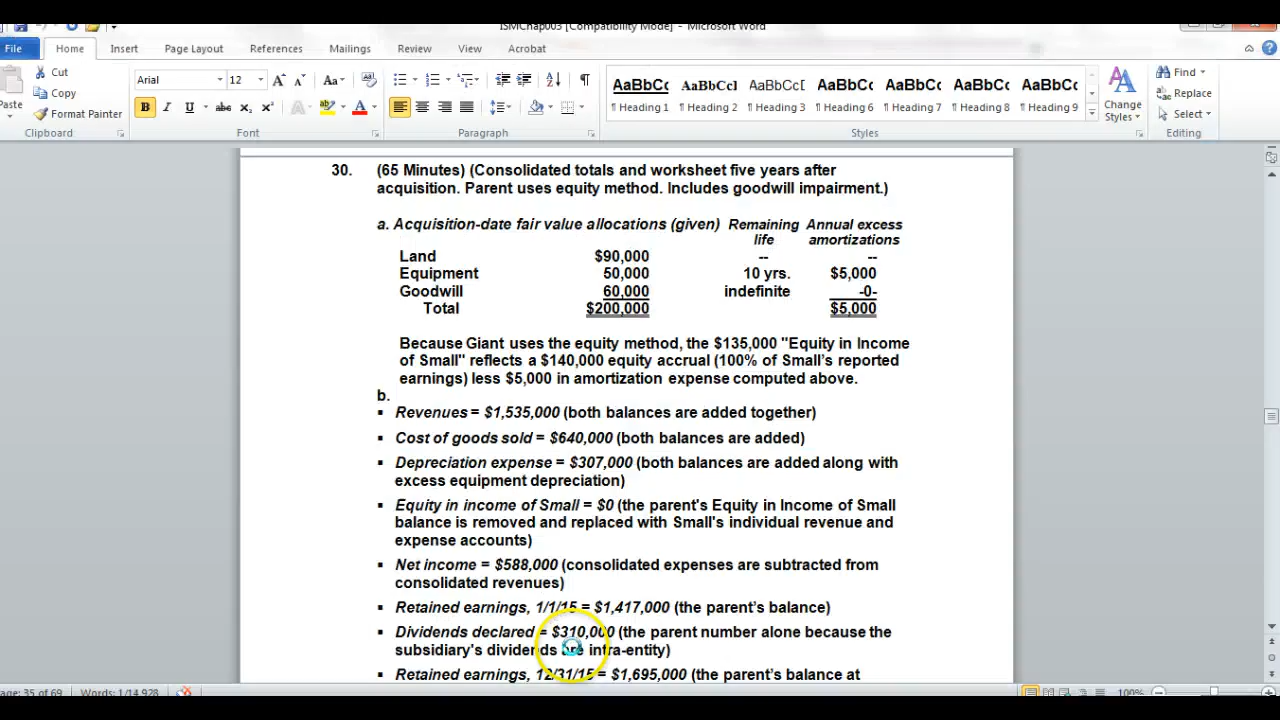 ISMChap003 [Compatibility Mode] - Microsoft Word
File Home Insert Page Layout References Mailings Review View Acrobat
Cut
Copy
Format Painter
Paste
Clipboard
Arial 12
Font
Paragraph
AaBbCc AaBbCcI AaBbCcI AaBbCc AaBbCc AaBbCc AaBbCc
¶ Heading 1 ¶ Heading 2 ¶ Heading 3 ¶ Heading 6 ¶ Heading 7 ¶ Heading 8 ¶ Heading 9
Styles
Change
Styles
Find
Replace
Select
Editing
30. (65 Minutes) (Consolidated totals and worksheet five years after
acquisition. Parent uses equity method. Includes goodwill impairment.)
a. Acquisition-date fair value allocations (given) Remaining Annual excess
life amortizations
Land $90,000 -- --
Equipment 50,000 10 yrs. $5,000
Goodwill 60,000 indefinite -0-
Total $200,000 $5,000
Because Giant uses the equity method, the $135,000 "Equity in Income
of Small" reflects a $140,000 equity accrual (100% of Small's reported
earnings) less $5,000 in amortization expense computed above.
b.
▪ Revenues = $1,535,000 (both balances are added together)
▪ Cost of goods sold = $640,000 (both balances are added)
▪ Depreciation expense = $307,000 (both balances are added along with
excess equipment depreciation)
▪ Equity in income of Small = $0 (the parent's Equity in Income of Small
balance is removed and replaced with Small's individual revenue and
expense accounts)
▪ Net income = $588,000 (consolidated expenses are subtracted from
consolidated revenues)
▪ Retained earnings, 1/1/15 = $1,417,000 (the parent's balance)
▪ Dividends declared = $310,000 (the parent number alone because the
subsidiary's dividends are intra-entity)
▪ Retained earnings, 12/31/15 = $1,695,000 (the parent's balance at
Page: 35 of 69 Words: 1/14,928 100%